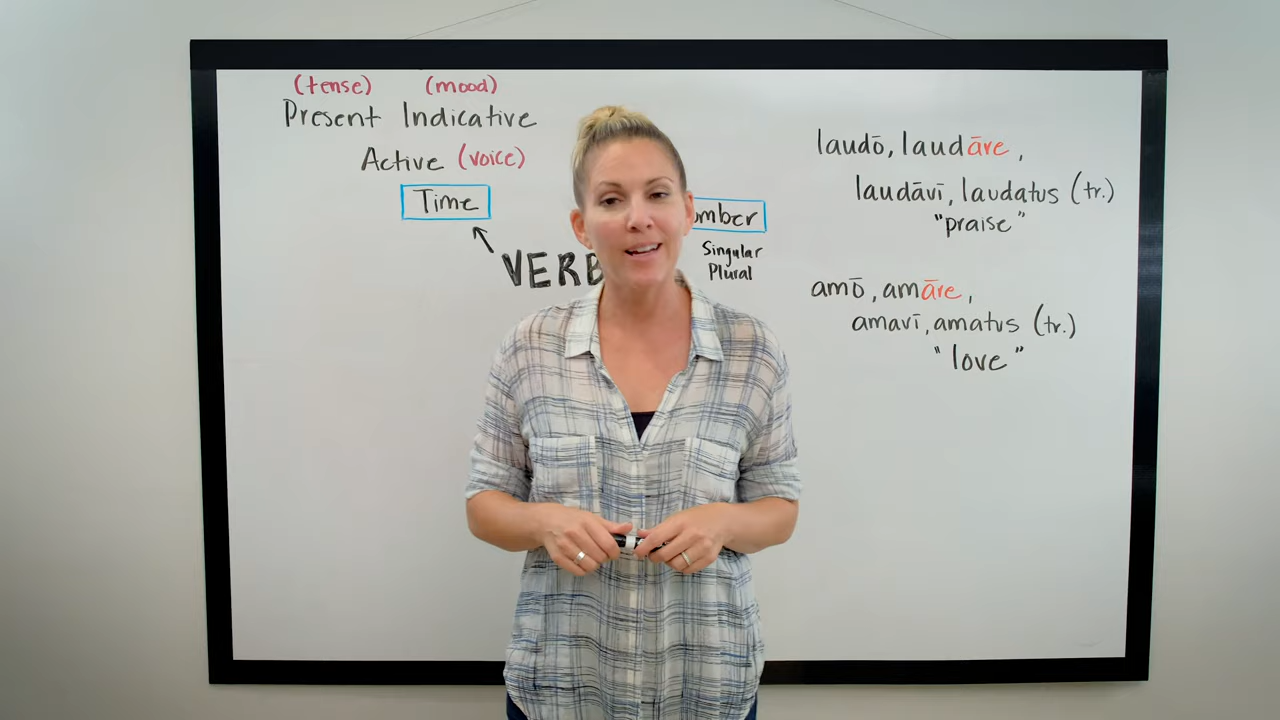 (tense) (mood)
Present Indicative
Active (voice)
Time
VERB
mber
Singular
Plural
laudō, laudāre,
laudāvī, laudatus (tr.)
"praise"
amō, amāre,
amavī, amatus (tr.)
"love"